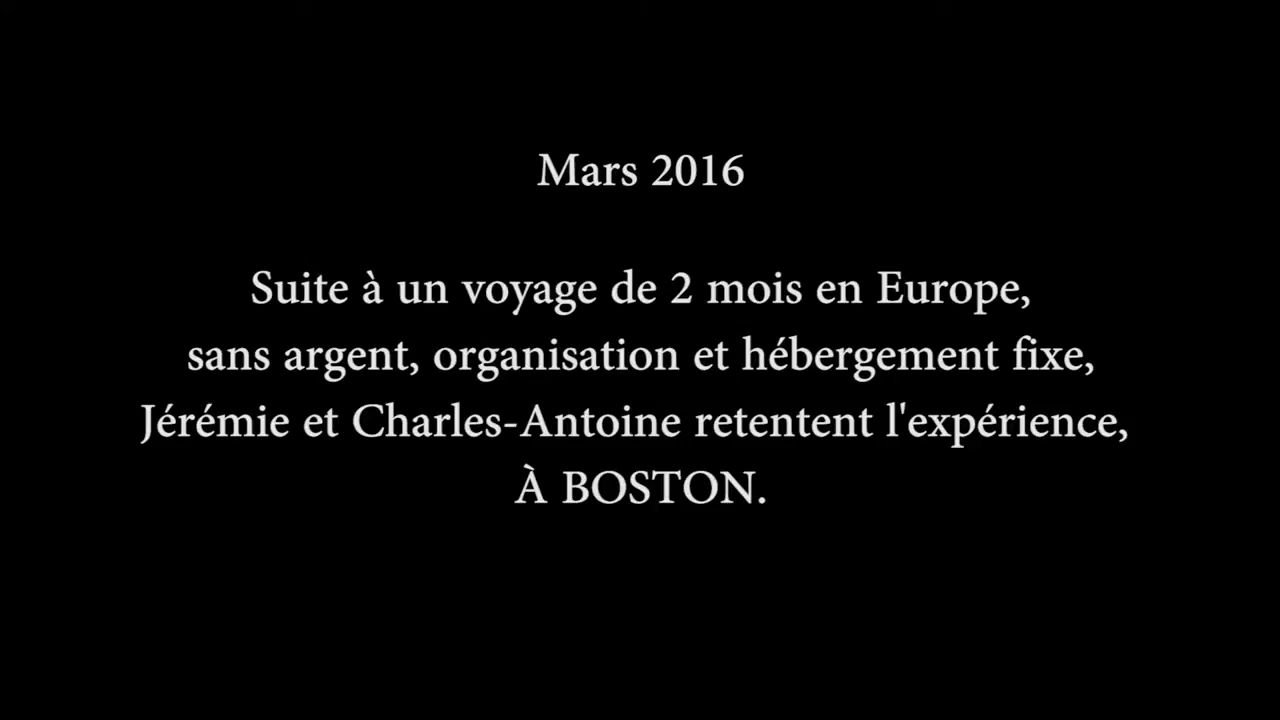 Mars 2016
Suite à un voyage de 2 mois en Europe,
sans argent, organisation et hébergement fixe,
Jérémie et Charles-Antoine retentent l'expérience,
À BOSTON.